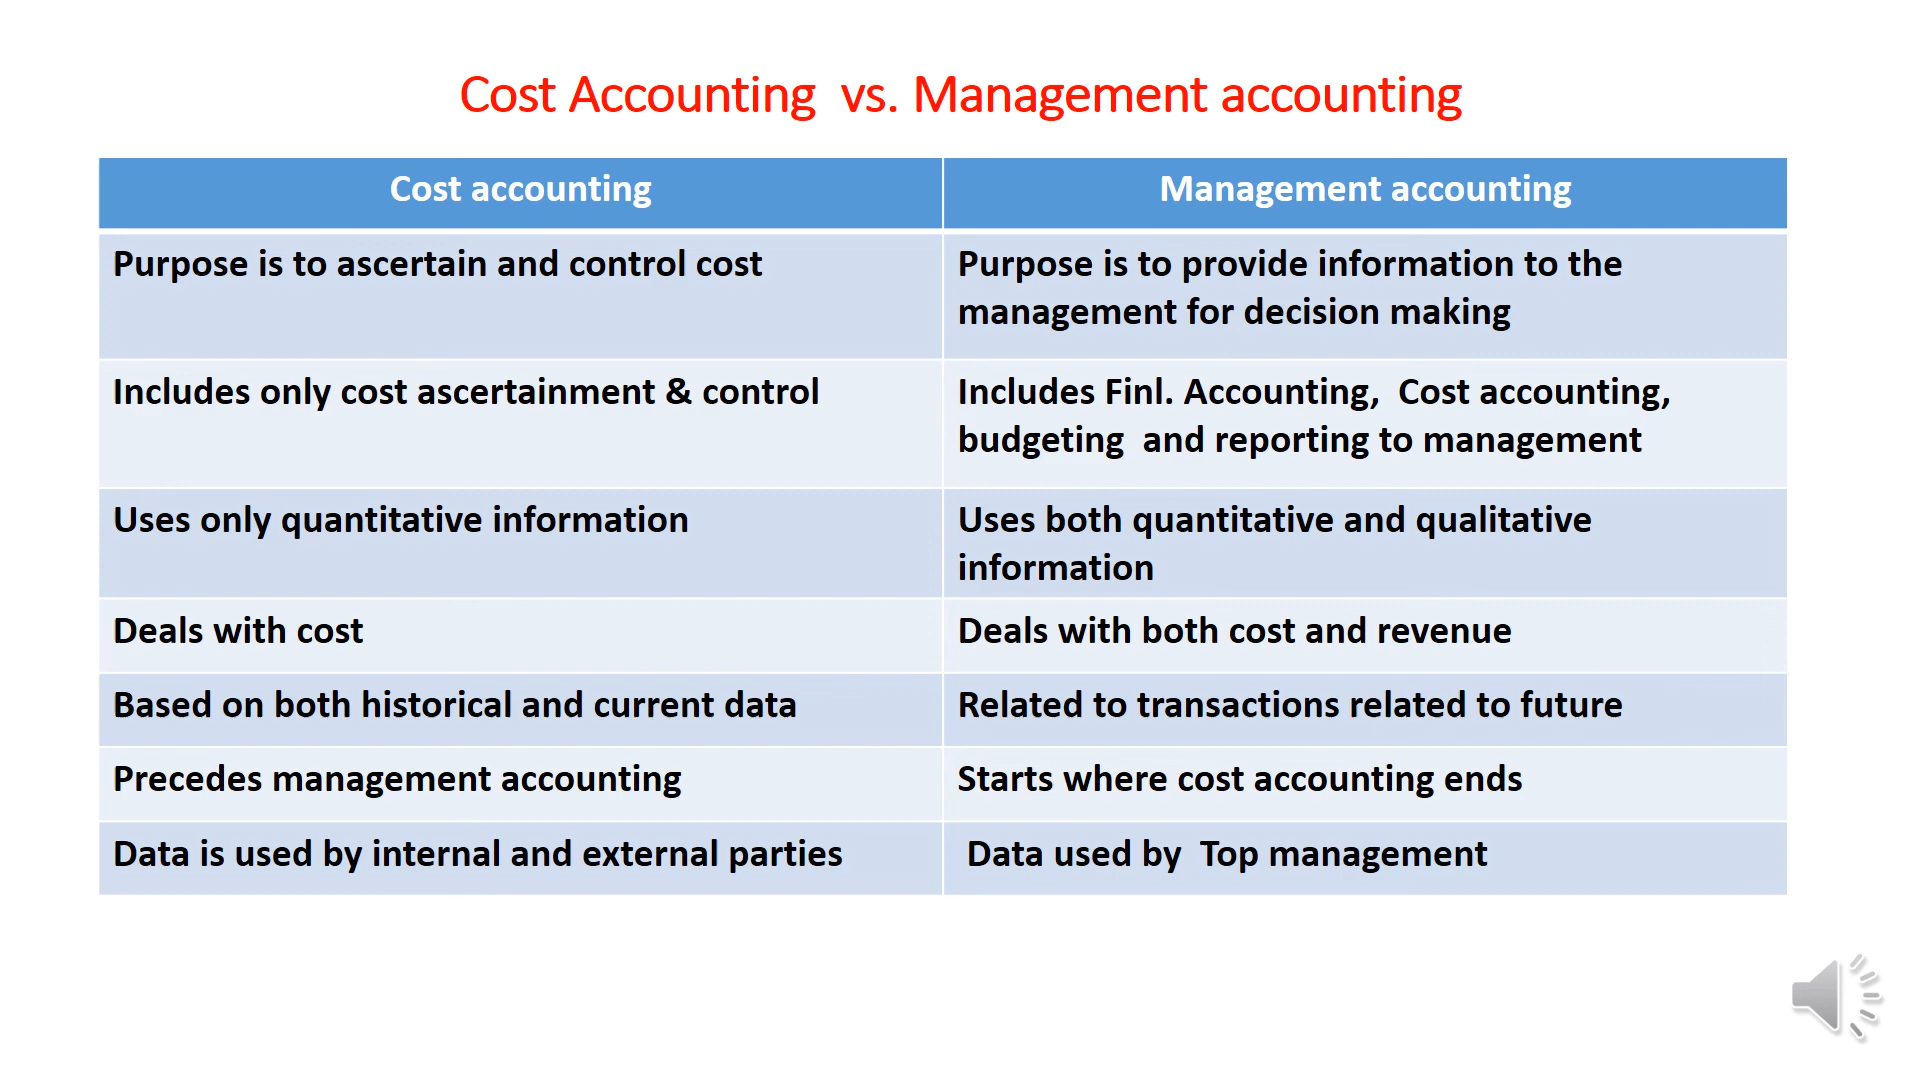 Cost Accounting  vs. Management accounting
Cost accounting
Management accounting
Purpose is to ascertain and control cost
Purpose is to provide information to the
management for decision making
Includes only cost ascertainment & control
Includes Finl. Accounting,  Cost accounting,
budgeting  and reporting to management
Uses only quantitative information
Uses both quantitative and qualitative
information
Deals with cost
Deals with both cost and revenue
Based on both historical and current data
Related to transactions related to future
Precedes management accounting
Starts where cost accounting ends
Data is used by internal and external parties
Data used by  Top management